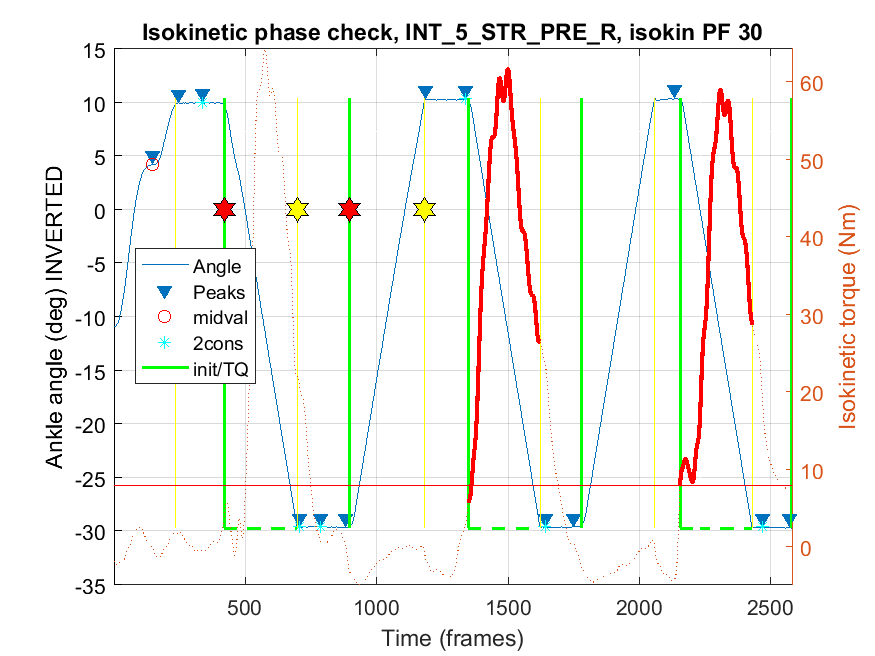 Isokinetic phase check, INT_5_STR_PRE_R, isokin PF 30
Ankle angle (deg) INVERTED
15
10
5
0
-5
-10
-15
-20
-25
-30
-35
Angle
Peaks
midval
2cons
init/TQ
60
50
40
30
20
10
0
Isokinetic torque (Nm)
500
1000
1500
2000
2500
Time (frames)